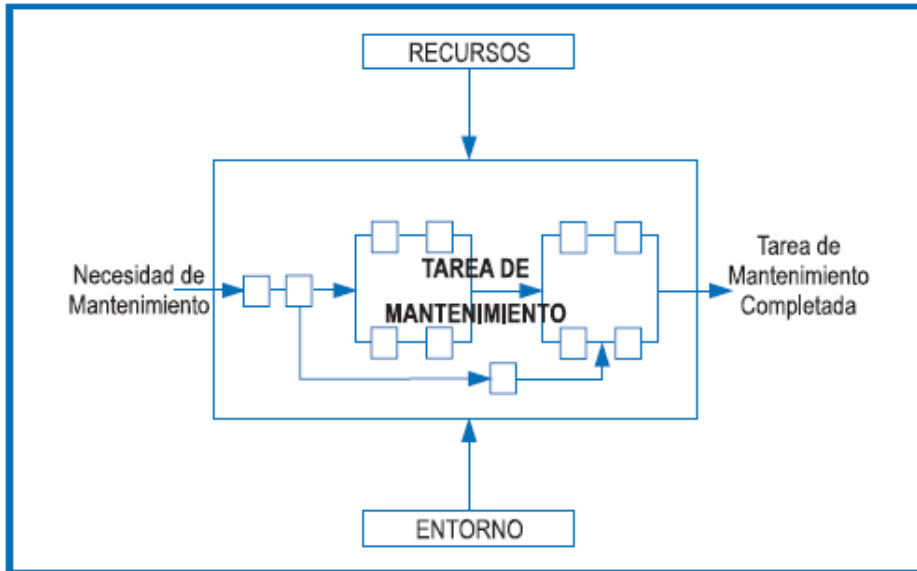 RECURSOS
Necesidad de
Mantenimiento
TAREA DE
MANTENIMIENTO
Tarea de
Mantenimiento
Completada
ENTORNO